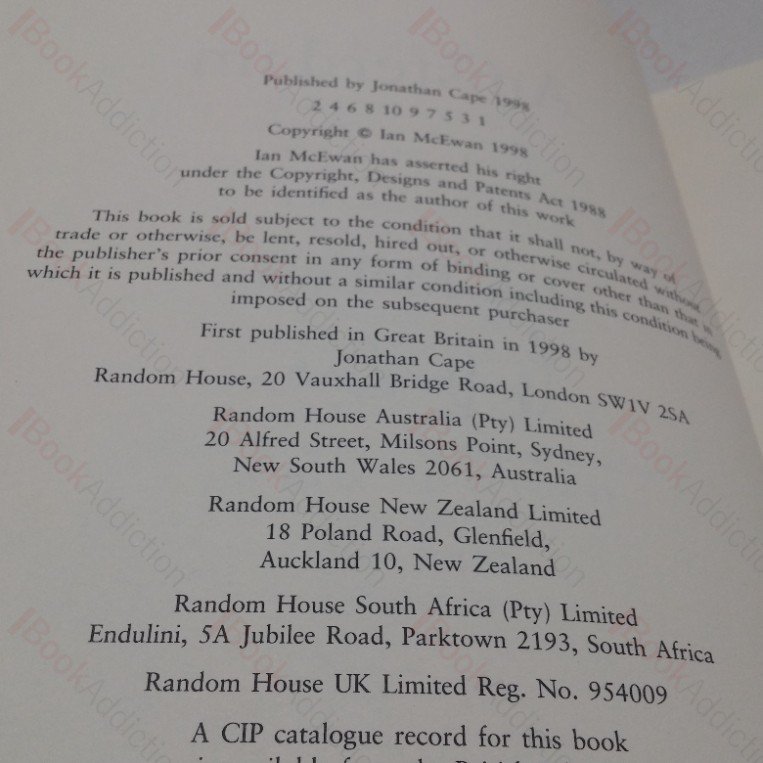 Published by Jonathan Cape 1998
2 4 6 8 10 9 7 5 3 1
Copyright © Ian McEwan 1998
Ian McEwan has asserted his right
under the Copyright, Designs and Patents Act 1988
to be identified as the author of this work
This book is sold subject to the condition that it shall not, by way of
trade or otherwise, be lent, resold, hired out, or otherwise circulated without
the publisher's prior consent in any form of binding or cover other than that in
which it is published and without a similar condition including this condition being
imposed on the subsequent purchaser
First published in Great Britain in 1998 by
Jonathan Cape
Random House, 20 Vauxhall Bridge Road, London SW1V 2SA
Random House Australia (Pty) Limited
20 Alfred Street, Milsons Point, Sydney,
New South Wales 2061, Australia
Random House New Zealand Limited
18 Poland Road, Glenfield,
Auckland 10, New Zealand
Random House South Africa (Pty) Limited
Endulini, 5A Jubilee Road, Parktown 2193, South Africa
Random House UK Limited Reg. No. 954009
A CIP catalogue record for this book
BookAddiction